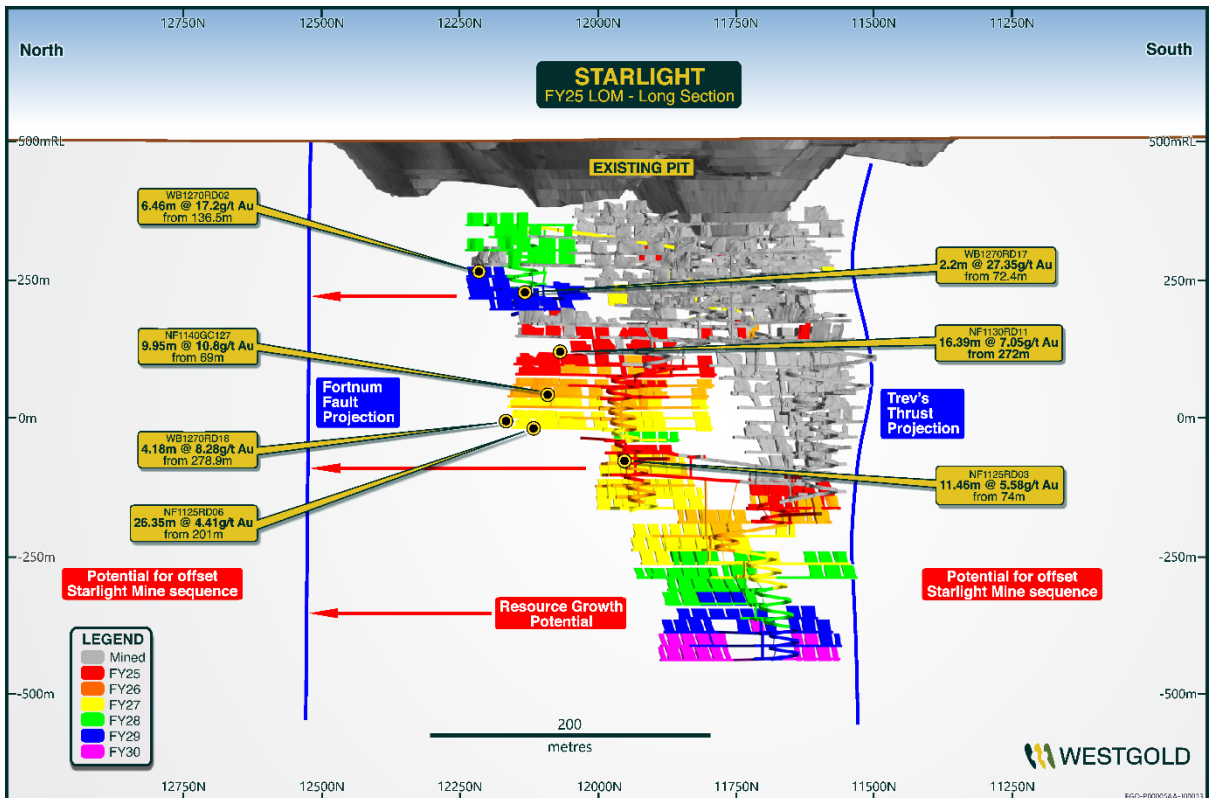 12750N 12500N 12250N 12000N 11750N 11500N 11250N
North
South
STARLIGHT
FY25 LOM - Long Section
500mRL
500mRL
EXISTING PIT
WB1270RD02
6.46m @ 17.2g/t Au
from 136.5m
WB1270RD17
2.2m @ 27.35g/t Au
from 72.4m
250m
250m
NF1140GC127
9.95m @ 10.8g/t Au
from 69m
NF1130RD11
16.39m @ 7.05g/t Au
from 272m
Fortnum
Fault
Projection
Trev's
Thrust
Projection
0m
0m
WB1270RD18
4.18m @ 8.28g/t Au
from 278.9m
NF1125RD03
11.46m @ 5.58g/t Au
from 74m
NF1125RD06
26.35m @ 4.41g/t Au
from 201m
-250m
-250m
Potential for offset
Starlight Mine sequence
Potential for offset
Starlight Mine sequence
Resource Growth
Potential
LEGEND
Mined
FY25
FY26
FY27
FY28
FY29
FY30
-500m
-500m
200
metres
WESTGOLD
12750N 12500N 12250N 12000N 11750N 11500N 11250N